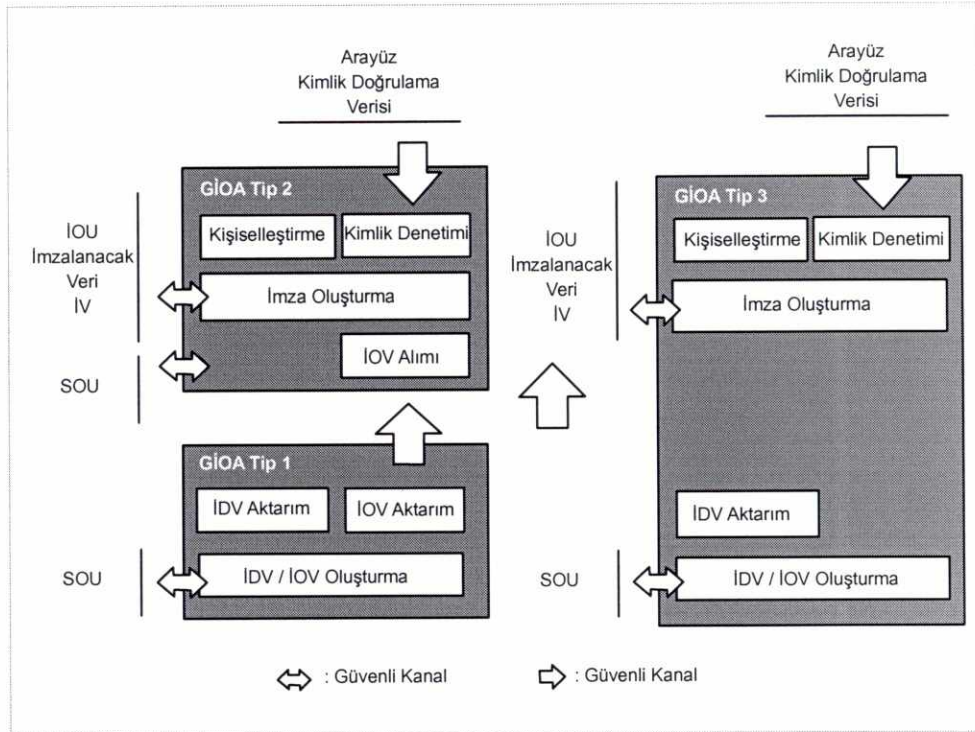 Arayüz
Kimlik Doğrulama
Verisi
GİOA Tip 2
Kişiselleştirme
Kimlik Denetimi
İOU
İmzalanacak
Veri
İV
İmza Oluşturma
İOV Alımı
SOU
GİOA Tip 1
İDV Aktarım
İOV Aktarım
SOU
İDV / İOV Oluşturma
Arayüz
Kimlik Doğrulama
Verisi
GİOA Tip 3
Kişiselleştirme
Kimlik Denetimi
İOU
İmzalanacak
Veri
İV
İmza Oluşturma
İDV Aktarım
SOU
İDV / İOV Oluşturma
: Güvenli Kanal
: Güvenli Kanal